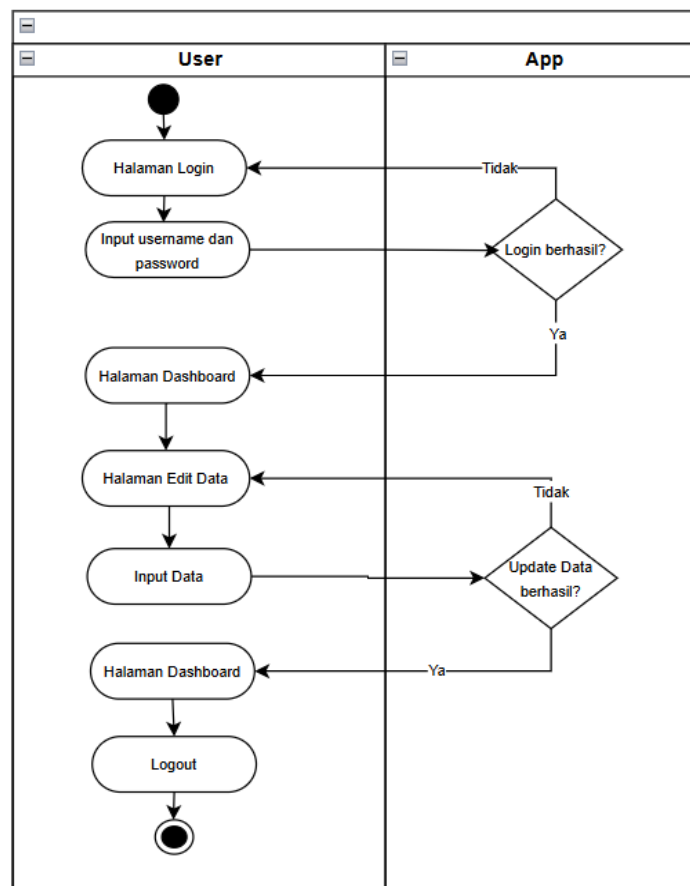 User
App
Halaman Login
Tidak
Input username dan
password
Login berhasil?
Ya
Halaman Dashboard
Halaman Edit Data
Tidak
Input Data
Update Data
berhasil?
Halaman Dashboard
Ya
Logout